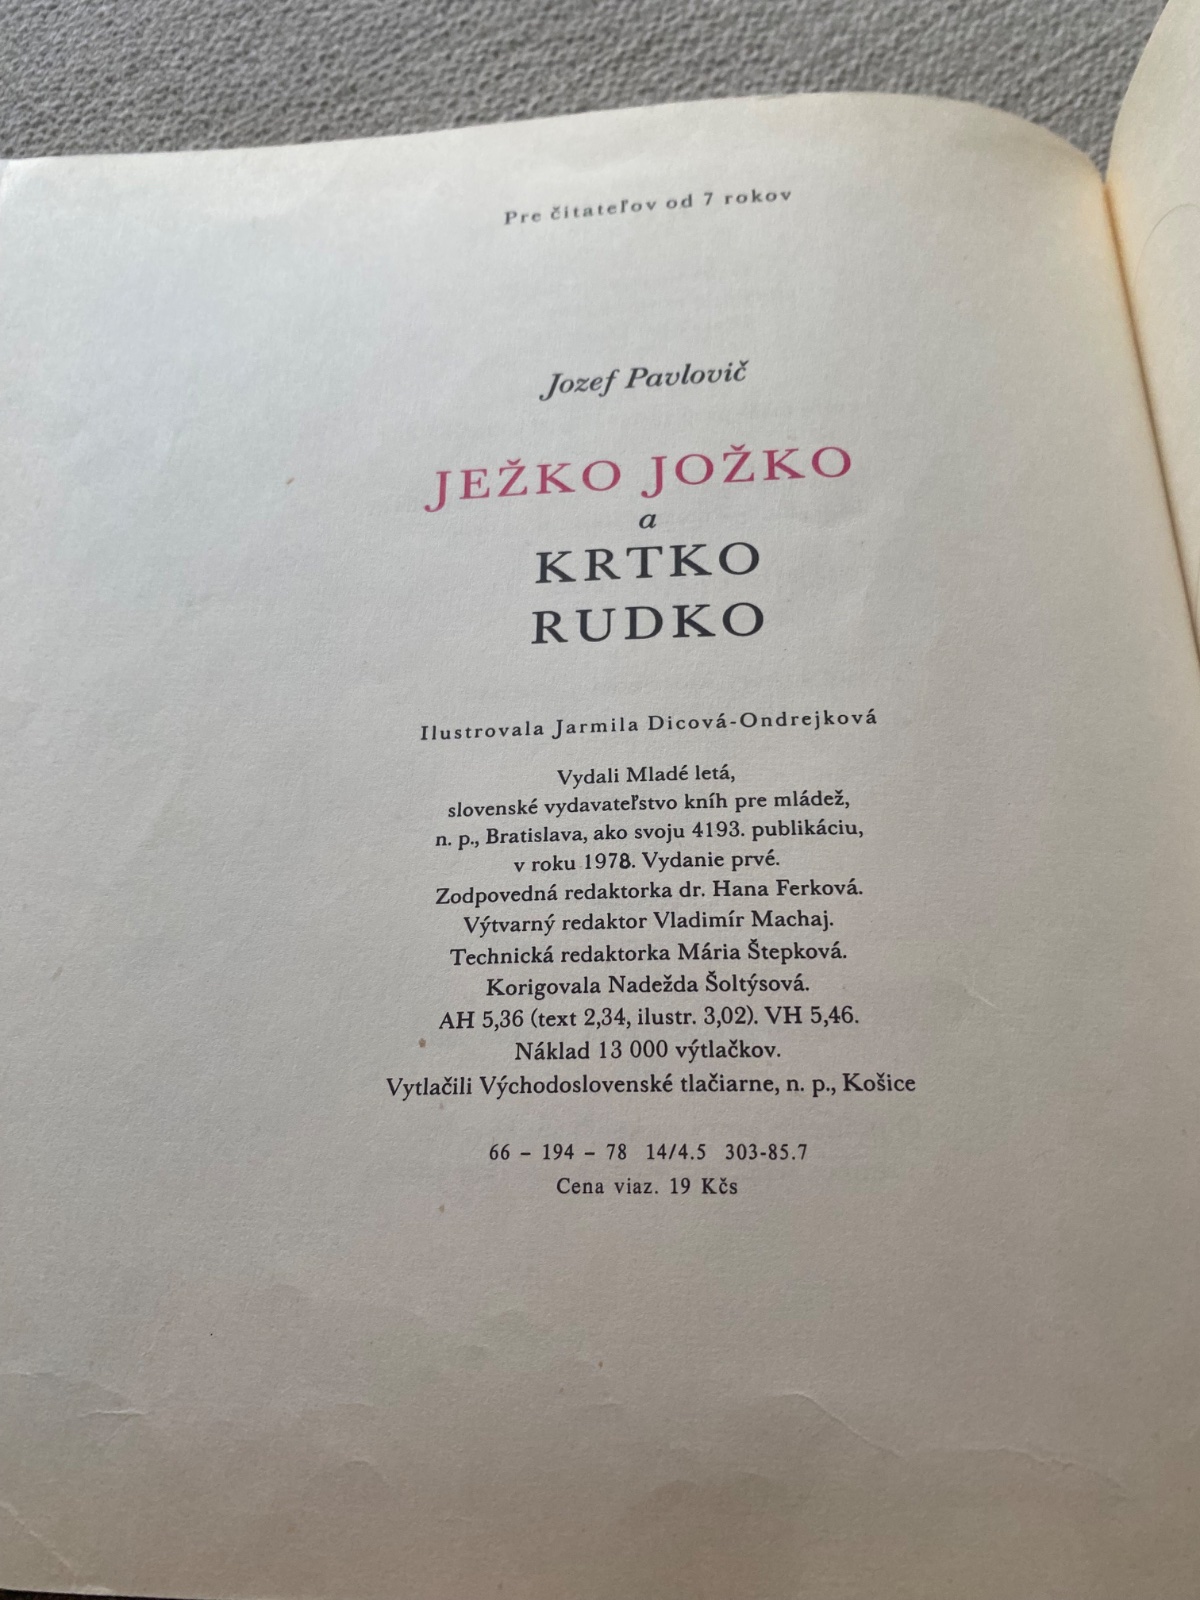 Pre čitateľov od 7 rokov
Jozef Pavlovič
JEŽKO JOŽKO
a
KRTKO
RUDKO
Ilustrovala Jarmila Dicová-Ondrejková
Vydali Mladé letá,
slovenské vydavateľstvo kníh pre mládež,
n. p., Bratislava, ako svoju 4193. publikáciu,
v roku 1978. Vydanie prvé.
Zodpovedná redaktorka dr. Hana Ferková.
Výtvarný redaktor Vladimír Machaj.
Technická redaktorka Mária Štepková.
Korigovala Nadežda Šoltýsová.
AH 5,36 (text 2,34, ilustr. 3,02). VH 5,46.
Náklad 13 000 výtlačkov.
Vytlačili Východoslovenské tlačiarne, n. p., Košice
66 – 194 – 78 14/4.5 303-85.7
Cena viaz. 19 Kčs